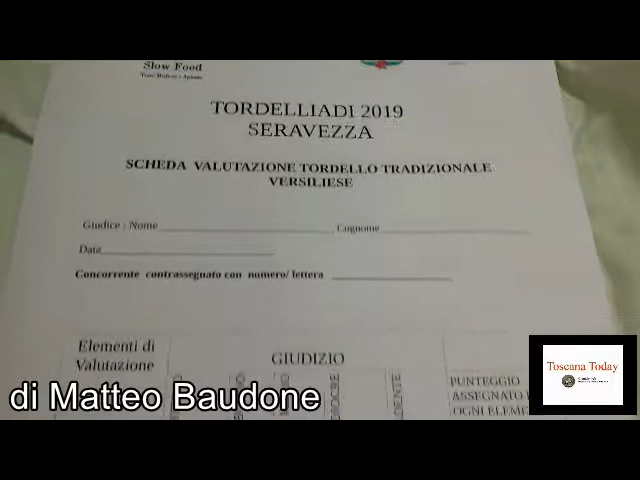 Slow Food
TORDELLIADI 2019
SERAVEZZA
SCHEDA VALUTAZIONE TORDELLO TRADIZIONALE
VERSILIESE
Giudice : Nome Cognome
Data
Concorrente contrassegnato con numero/ lettera
Elementi di
Valutazione
GIUDIZIO
PUNTEGGIO
ASSEGNATO
OGNI
di Matteo Baudone
Toscana Today